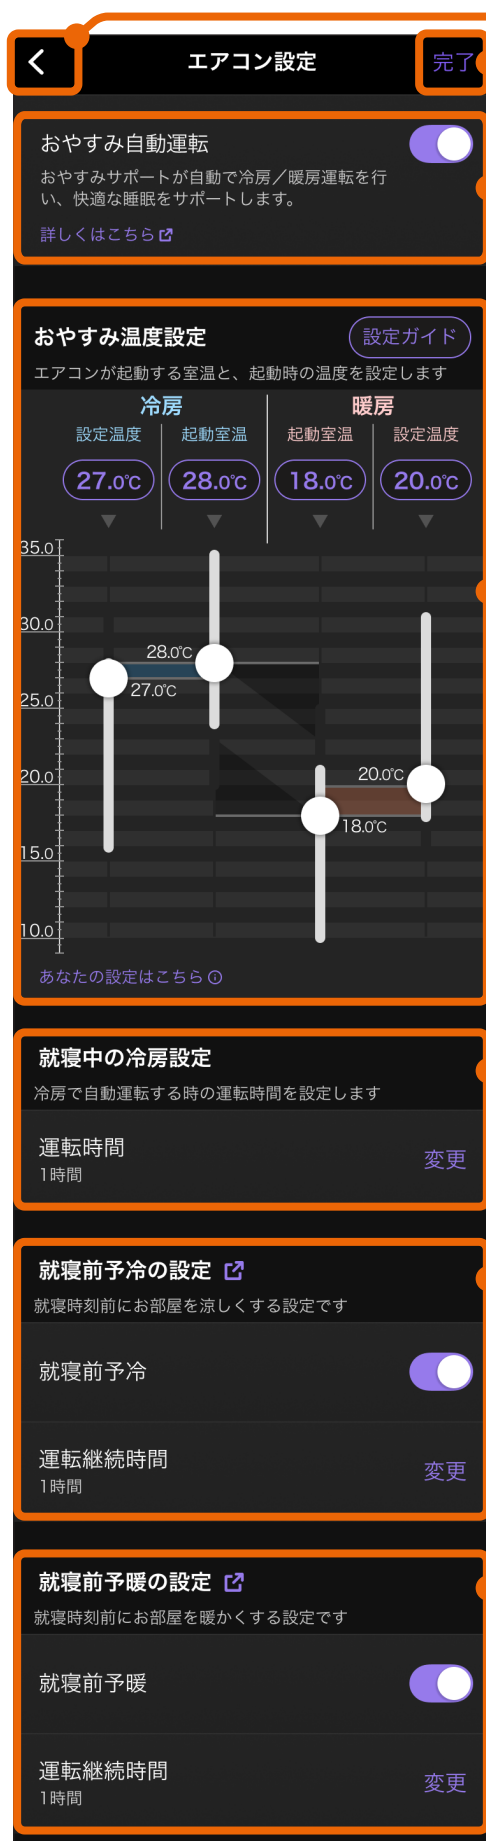 エアコン設定
完了
おやすみ自動運転
おやすみサポートが自動で冷房／暖房運転を行
い、快適な睡眠をサポートします。
詳しくはこちら
おやすみ温度設定
設定ガイド
エアコンが起動する室温と、起動時の温度を設定します
冷房 暖房
設定温度 起動室温 起動室温 設定温度
27.0℃ 28.0℃ 18.0℃ 20.0℃
35.0
30.0
28.0℃
27.0℃
25.0
20.0
20.0℃
18.0℃
15.0
10.0
あなたの設定はこちら
就寝中の冷房設定
冷房で自動運転する時の運転時間を設定します
運転時間
1時間
変更
就寝前予冷の設定
就寝時刻前にお部屋を涼しくする設定です
就寝前予冷
運転継続時間
1時間
変更
就寝前予暖の設定
就寝時刻前にお部屋を暖かくする設定です
就寝前予暖
運転継続時間
1時間
変更